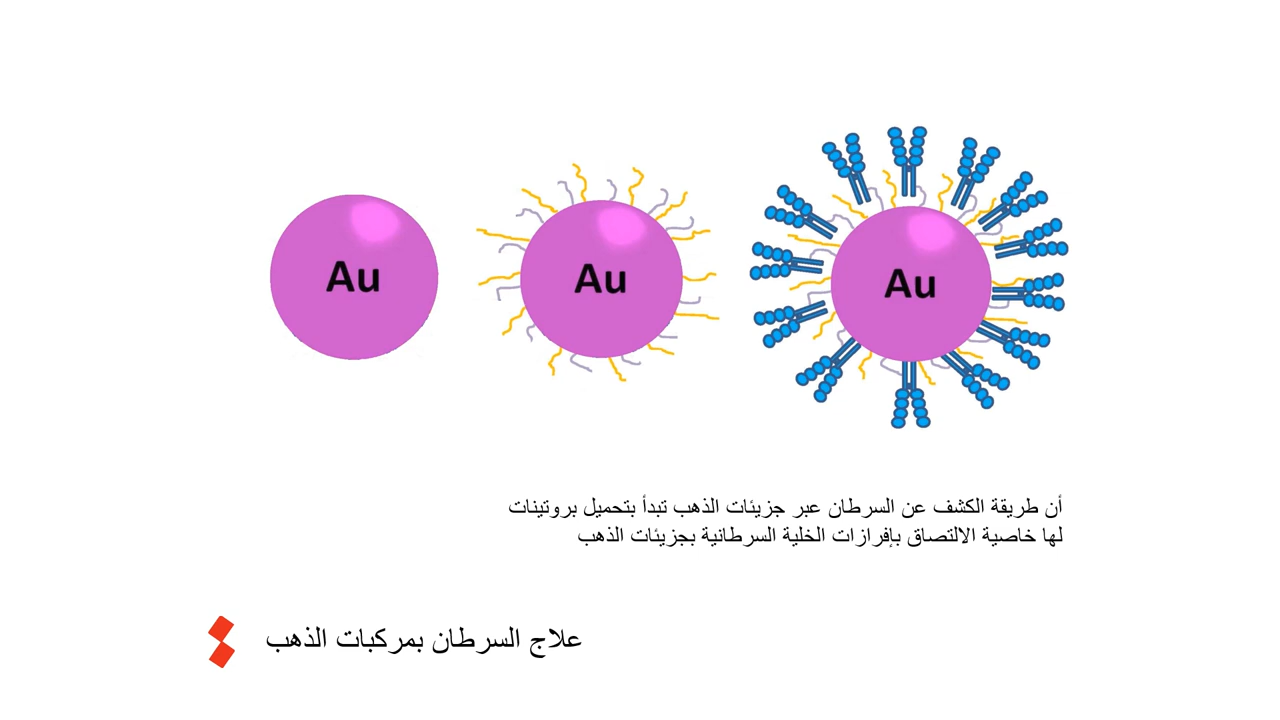 Au
Au
Au
أن طريقة الكشف عن السرطان عبر جزيئات الذهب تبدأ بتحميل بروتينات
لها خاصية الالتصاق بإفرازات الخلية السرطانية بجزيئات الذهب
علاج السرطان بمركبات الذهب